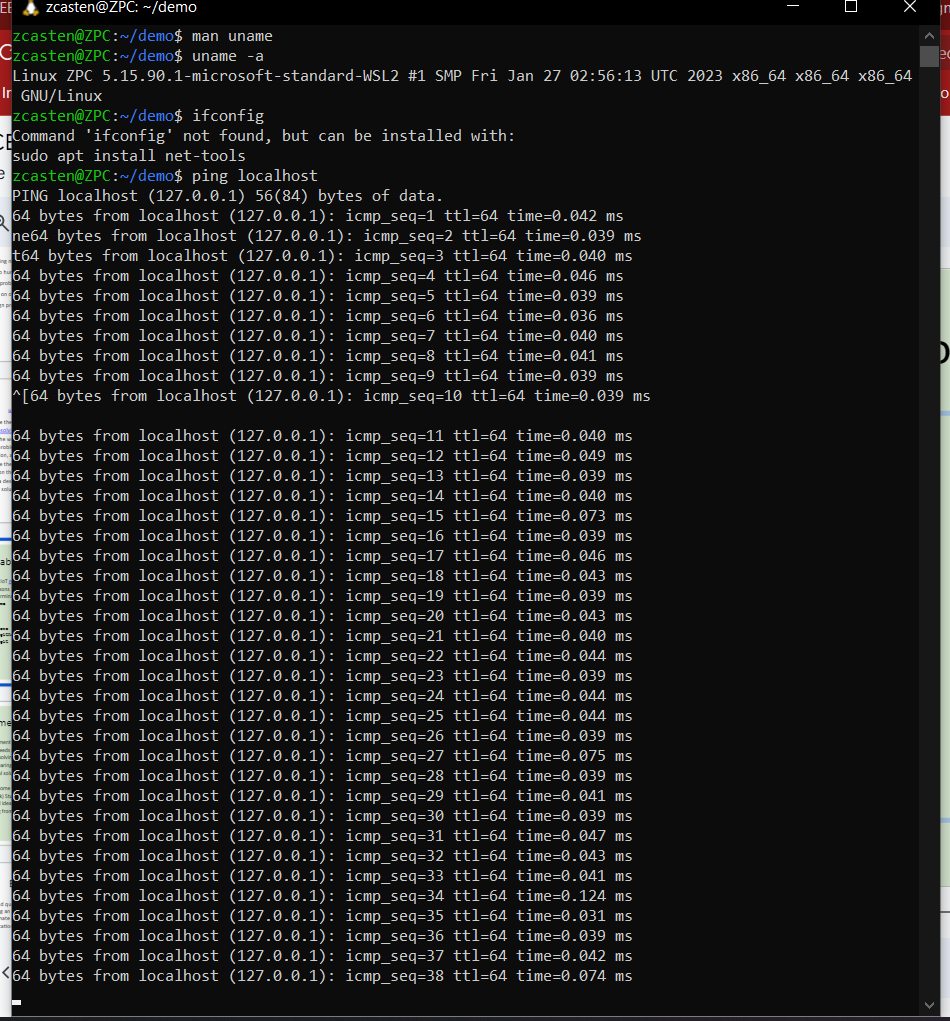 zcasten@ZPC: ~/demo
zcasten@ZPC:~/demo$ man uname
zcasten@ZPC:~/demo$ uname -a
Linux ZPC 5.15.90.1-microsoft-standard-WSL2 #1 SMP Fri Jan 27 02:56:13 UTC 2023 x86_64 x86_64 x86_64
GNU/Linux
zcasten@ZPC:~/demo$ ifconfig
Command 'ifconfig' not found, but can be installed with:
sudo apt install net-tools
zcasten@ZPC:~/demo$ ping localhost
PING localhost (127.0.0.1) 56(84) bytes of data.
64 bytes from localhost (127.0.0.1): icmp_seq=1 ttl=64 time=0.042 ms
ne64 bytes from localhost (127.0.0.1): icmp_seq=2 ttl=64 time=0.039 ms
t64 bytes from localhost (127.0.0.1): icmp_seq=3 ttl=64 time=0.040 ms
64 bytes from localhost (127.0.0.1): icmp_seq=4 ttl=64 time=0.046 ms
64 bytes from localhost (127.0.0.1): icmp_seq=5 ttl=64 time=0.039 ms
64 bytes from localhost (127.0.0.1): icmp_seq=6 ttl=64 time=0.036 ms
64 bytes from localhost (127.0.0.1): icmp_seq=7 ttl=64 time=0.040 ms
64 bytes from localhost (127.0.0.1): icmp_seq=8 ttl=64 time=0.041 ms
64 bytes from localhost (127.0.0.1): icmp_seq=9 ttl=64 time=0.039 ms
^[64 bytes from localhost (127.0.0.1): icmp_seq=10 ttl=64 time=0.039 ms
64 bytes from localhost (127.0.0.1): icmp_seq=11 ttl=64 time=0.040 ms
64 bytes from localhost (127.0.0.1): icmp_seq=12 ttl=64 time=0.049 ms
64 bytes from localhost (127.0.0.1): icmp_seq=13 ttl=64 time=0.039 ms
64 bytes from localhost (127.0.0.1): icmp_seq=14 ttl=64 time=0.040 ms
64 bytes from localhost (127.0.0.1): icmp_seq=15 ttl=64 time=0.073 ms
64 bytes from localhost (127.0.0.1): icmp_seq=16 ttl=64 time=0.039 ms
64 bytes from localhost (127.0.0.1): icmp_seq=17 ttl=64 time=0.046 ms
64 bytes from localhost (127.0.0.1): icmp_seq=18 ttl=64 time=0.043 ms
64 bytes from localhost (127.0.0.1): icmp_seq=19 ttl=64 time=0.039 ms
64 bytes from localhost (127.0.0.1): icmp_seq=20 ttl=64 time=0.043 ms
64 bytes from localhost (127.0.0.1): icmp_seq=21 ttl=64 time=0.040 ms
64 bytes from localhost (127.0.0.1): icmp_seq=22 ttl=64 time=0.044 ms
64 bytes from localhost (127.0.0.1): icmp_seq=23 ttl=64 time=0.039 ms
64 bytes from localhost (127.0.0.1): icmp_seq=24 ttl=64 time=0.044 ms
64 bytes from localhost (127.0.0.1): icmp_seq=25 ttl=64 time=0.044 ms
64 bytes from localhost (127.0.0.1): icmp_seq=26 ttl=64 time=0.039 ms
64 bytes from localhost (127.0.0.1): icmp_seq=27 ttl=64 time=0.075 ms
64 bytes from localhost (127.0.0.1): icmp_seq=28 ttl=64 time=0.039 ms
64 bytes from localhost (127.0.0.1): icmp_seq=29 ttl=64 time=0.041 ms
64 bytes from localhost (127.0.0.1): icmp_seq=30 ttl=64 time=0.039 ms
64 bytes from localhost (127.0.0.1): icmp_seq=31 ttl=64 time=0.047 ms
64 bytes from localhost (127.0.0.1): icmp_seq=32 ttl=64 time=0.043 ms
64 bytes from localhost (127.0.0.1): icmp_seq=33 ttl=64 time=0.041 ms
64 bytes from localhost (127.0.0.1): icmp_seq=34 ttl=64 time=0.124 ms
64 bytes from localhost (127.0.0.1): icmp_seq=35 ttl=64 time=0.031 ms
64 bytes from localhost (127.0.0.1): icmp_seq=36 ttl=64 time=0.039 ms
64 bytes from localhost (127.0.0.1): icmp_seq=37 ttl=64 time=0.042 ms
64 bytes from localhost (127.0.0.1): icmp_seq=38 ttl=64 time=0.074 ms